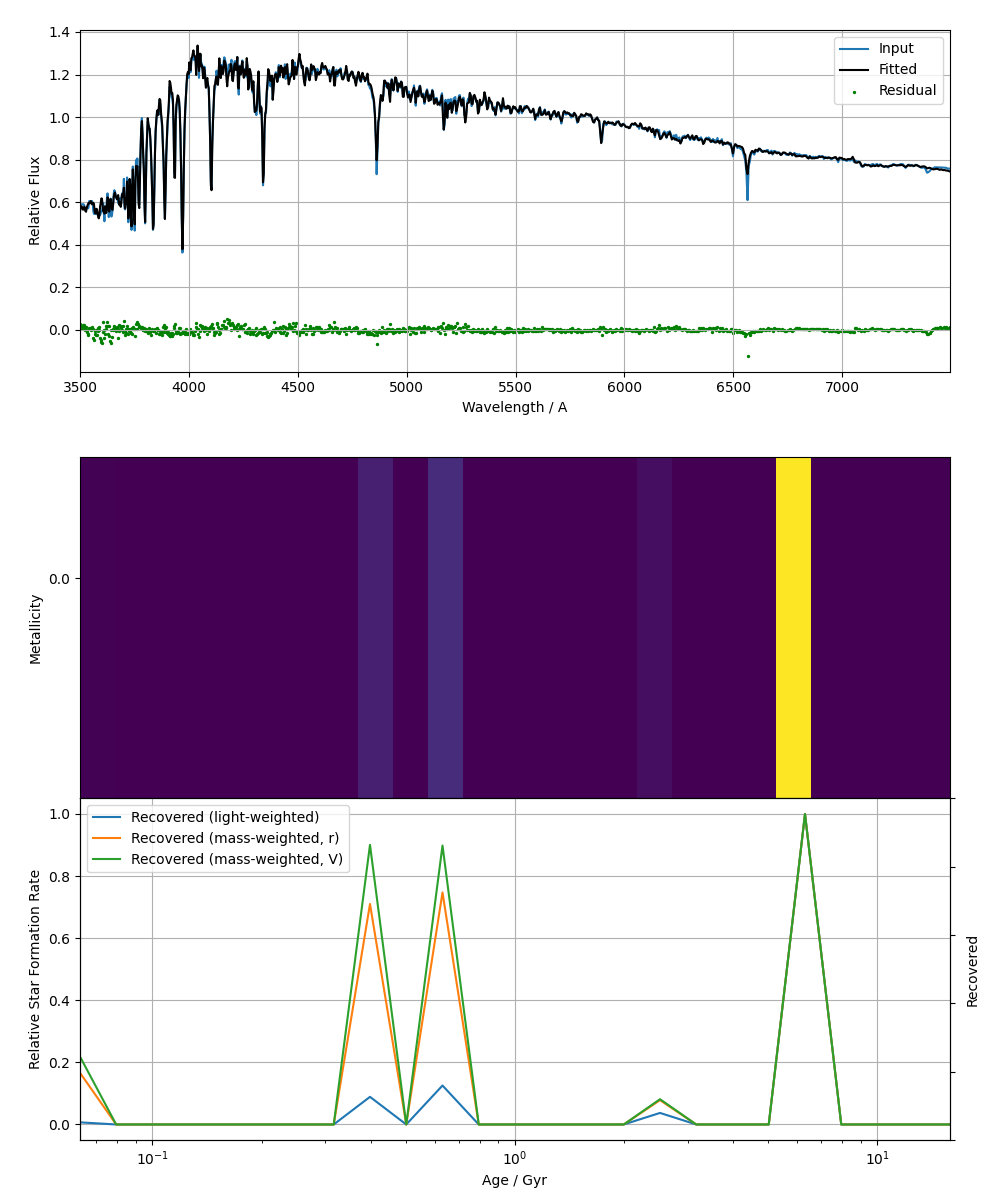 1.4
1.2
1.0
0.8
0.6
0.4
0.2
0.0
Relative Flux
Input
Fitted
Residual
3500 4000 4500 5000 5500 6000 6500 7000
Wavelength / A
0.0
Metallicity
1.0
0.8
0.6
0.4
0.2
0.0
Relative Star Formation Rate
Recovered (light-weighted)
Recovered (mass-weighted, r)
Recovered (mass-weighted, V)
Recovered
10⁻¹ 10⁰ 10¹
Age / Gyr